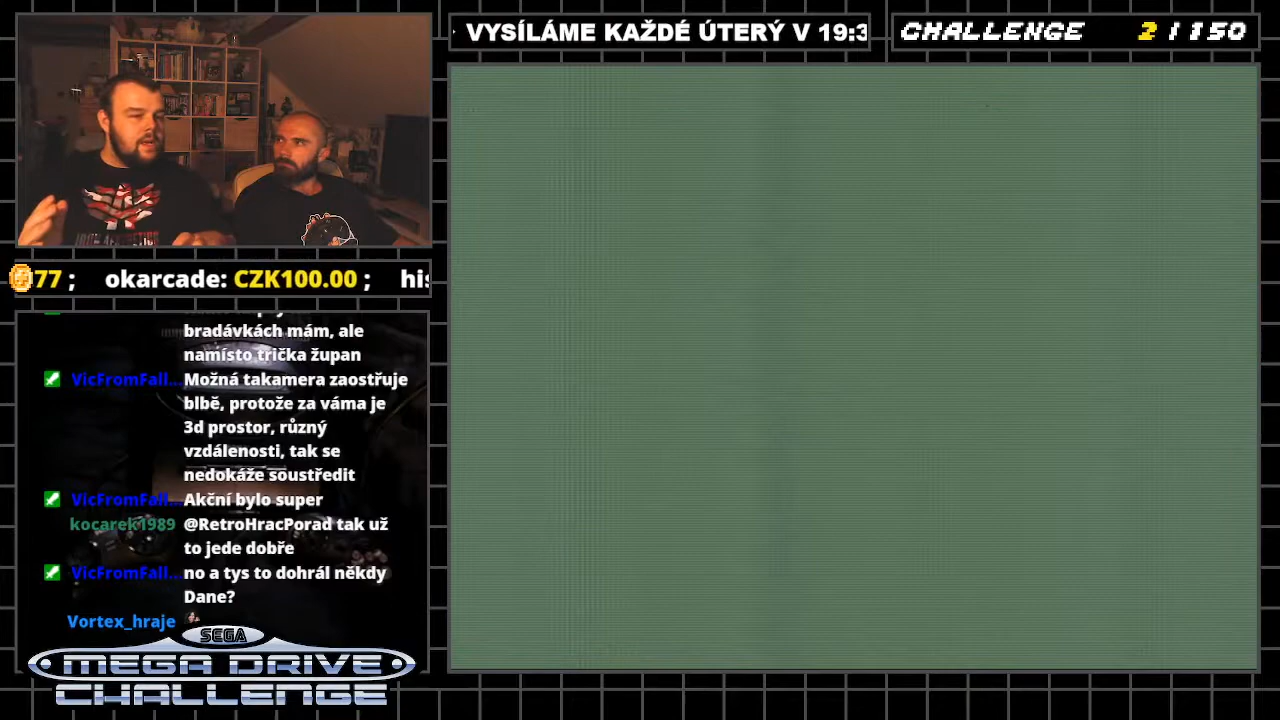 VYSÍLÁME KAŽDÉ ÚTERÝ V 19:3
CHALLENGE 2 / 150
77 ; okarcade: CZK100.00 ; his
bradávkách mám, ale
namísto trička župan
VicFromFall... Možná takamera zaostřuje
blbě, protože za váma je
3d prostor, různý
vzdálenosti, tak se
nedokáže soustředit
VicFromFall... Akční bylo super
kocarek1989 @RetroHracPorad tak už
to jede dobře
VicFromFall... no a tys to dohrál někdy
Dane?
Vortex_hraje
SEGA
MEGA DRIVE
CHALLENGE